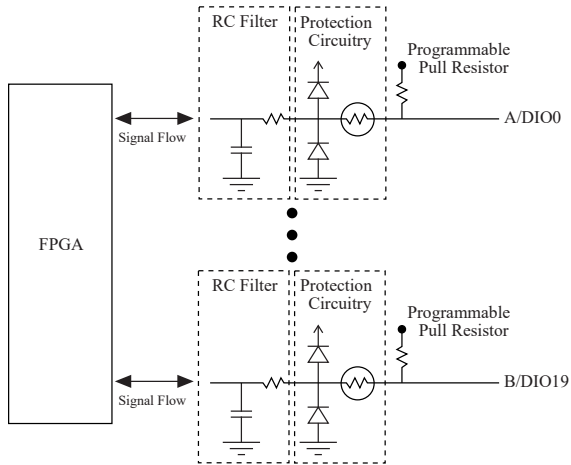 RC Filter
Protection
Circuitry
Programmable
Pull Resistor
A/DIO0
Signal Flow
FPGA
RC Filter
Protection
Circuitry
Programmable
Pull Resistor
B/DIO19
Signal Flow